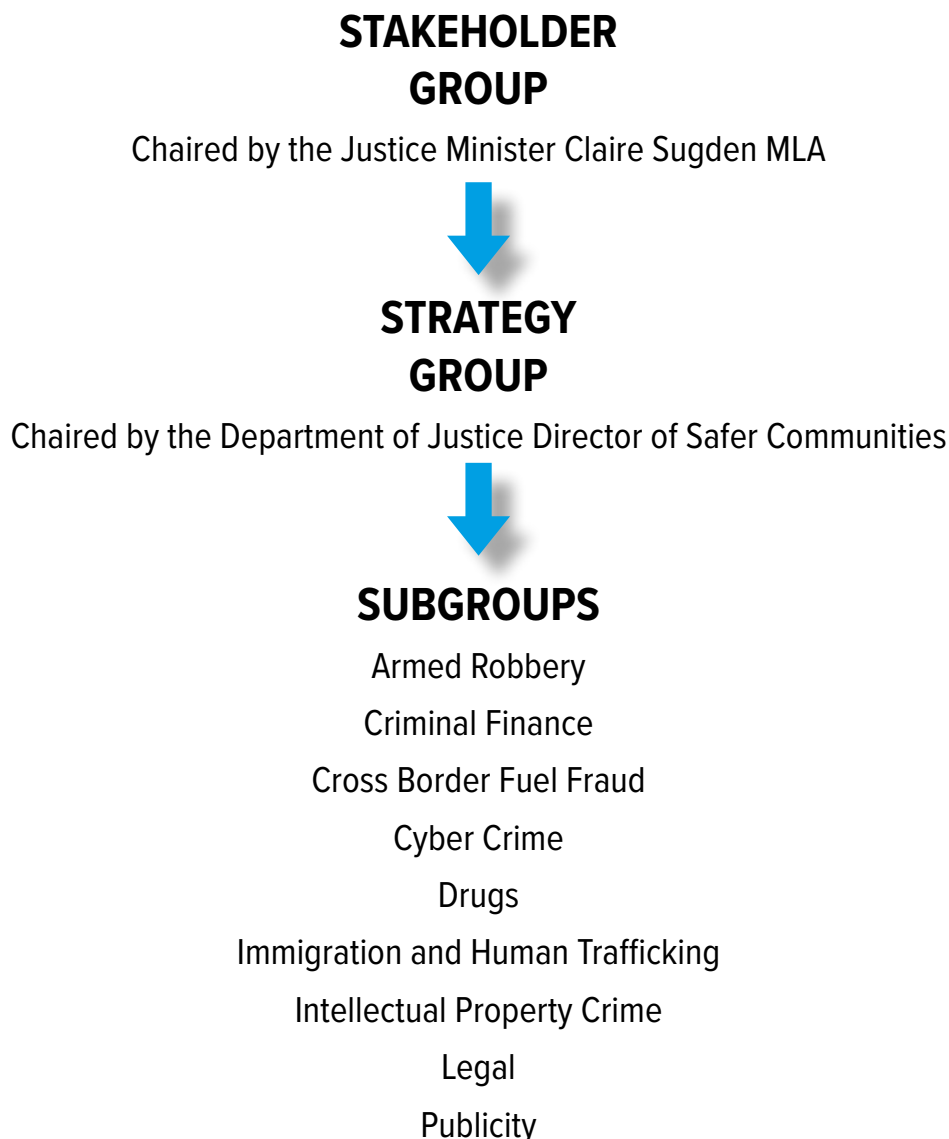 STAKEHOLDER
GROUP
Chaired by the Justice Minister Claire Sugden MLA
STRATEGY
GROUP
Chaired by the Department of Justice Director of Safer Communities
SUBGROUPS
Armed Robbery
Criminal Finance
Cross Border Fuel Fraud
Cyber Crime
Drugs
Immigration and Human Trafficking
Intellectual Property Crime
Legal
Publicity